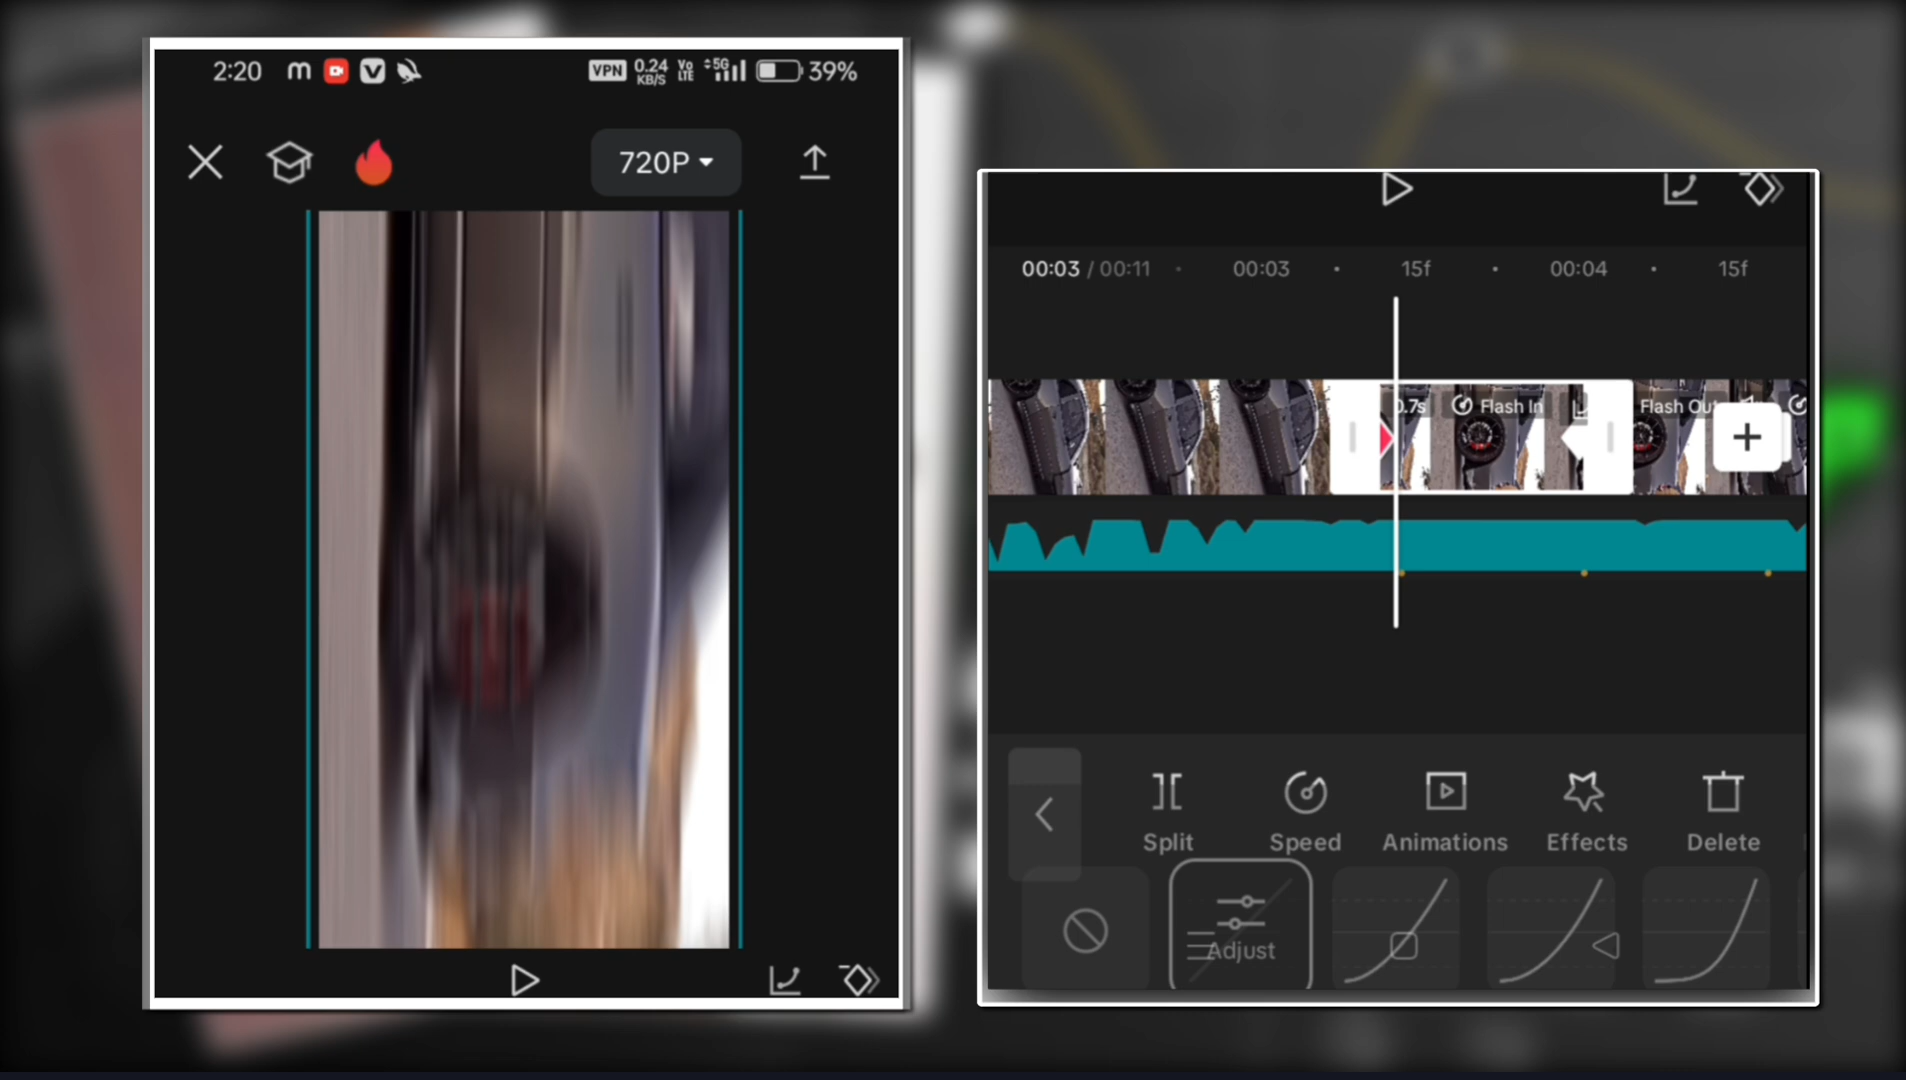 2:20 m V VPN 0.24 KB/S Vo LTE 5G 39%
720P
00:03 / 00:11 00:03 15f 00:04 15f
0.7s Flash In Flash Out
Split Speed Animations Effects Delete
Adjust